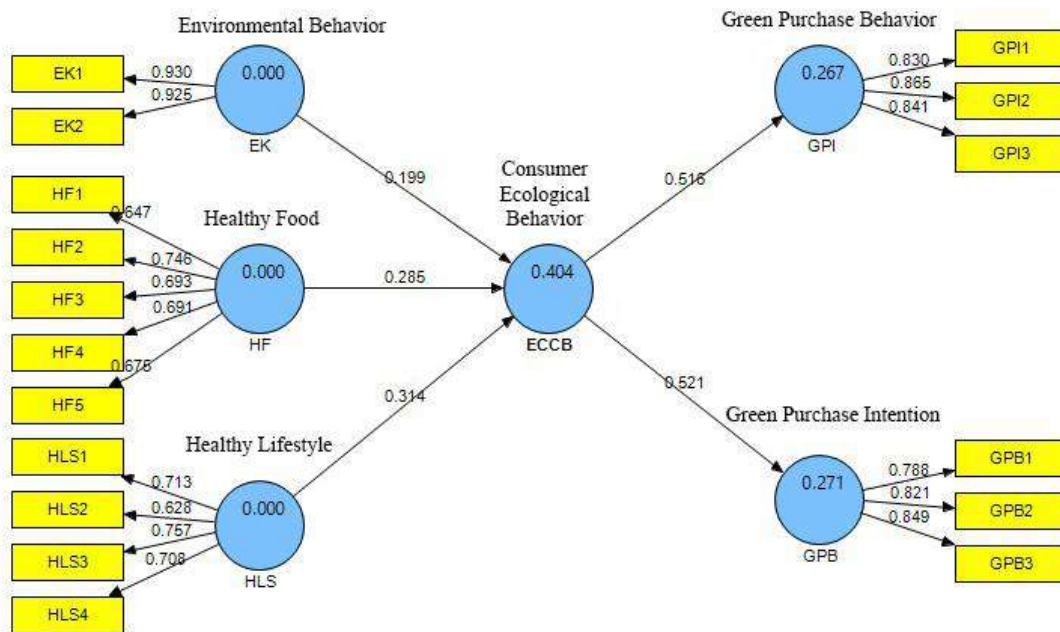 Environmental Behavior
Green Purchase Behavior
EK1
0.930
0.000
0.267
0.830
GPI1
0.925
0.865
GPI2
EK2
0.841
EK
GPI
GPI3
0.199
Consumer
Ecological
Behavior
0.516
HF1
0.647
Healthy Food
HF2
0.746
0.000
0.404
0.693
0.285
HF3
0.691
HF4
HF
ECCB
0.675
HF5
0.314
0.521
Healthy Lifestyle
Green Purchase Intention
HLS1
0.713
0.788
GPB1
HLS2
0.628
0.000
0.271
0.821
GPB2
0.757
0.849
HLS3
0.708
HLS
GPB
GPB3
HLS4